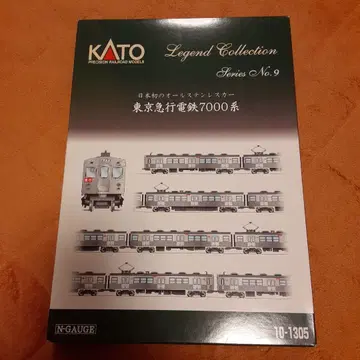 KATO
PRECISION RAILROAD MODELS
Legend Collection
Series No.9
日本初のオールステンレスカー
東京急行電鉄7000系
N-GAUGE
10-1305